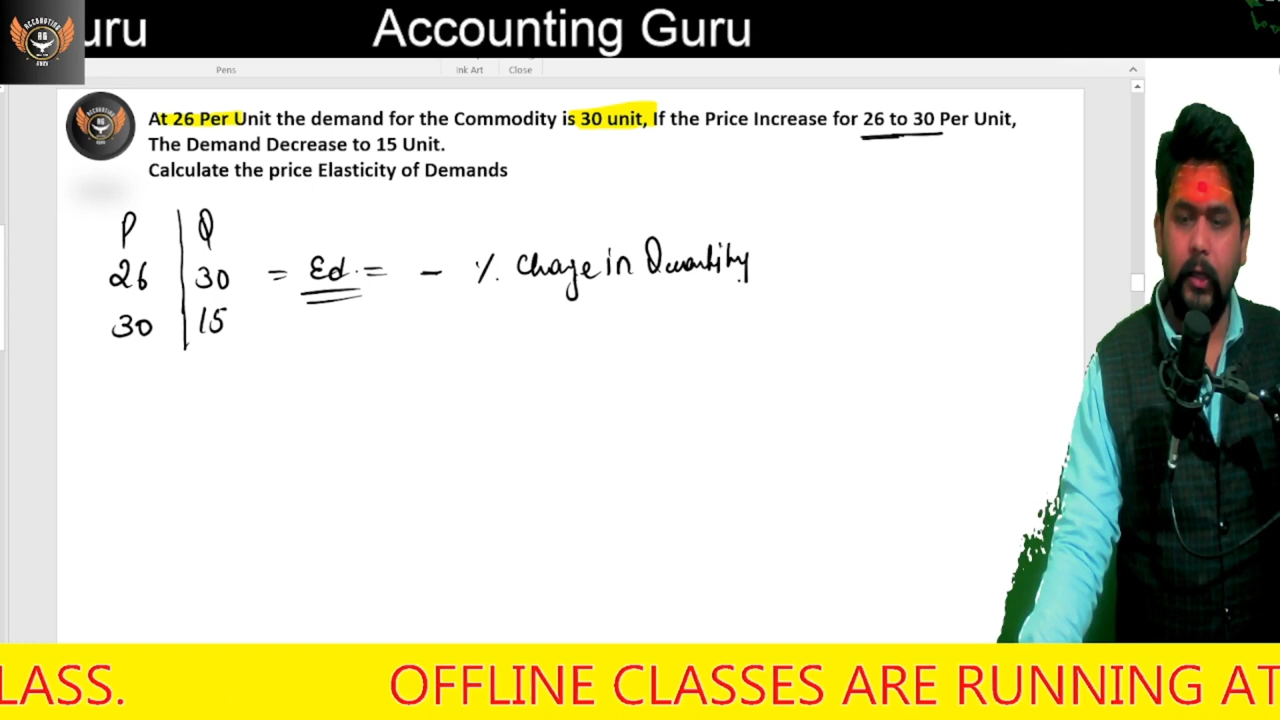 uru
Accounting Guru
Pens
Ink Art
Close
At 26 Per Unit the demand for the Commodity is 30 unit, If the Price Increase for 26 to 30 Per Unit,
The Demand Decrease to 15 Unit.
Calculate the price Elasticity of Demands
P Q
26 30 = Ed. = - % Change in Quantity
30 15
LASS. OFFLINE CLASSES ARE RUNNING AT